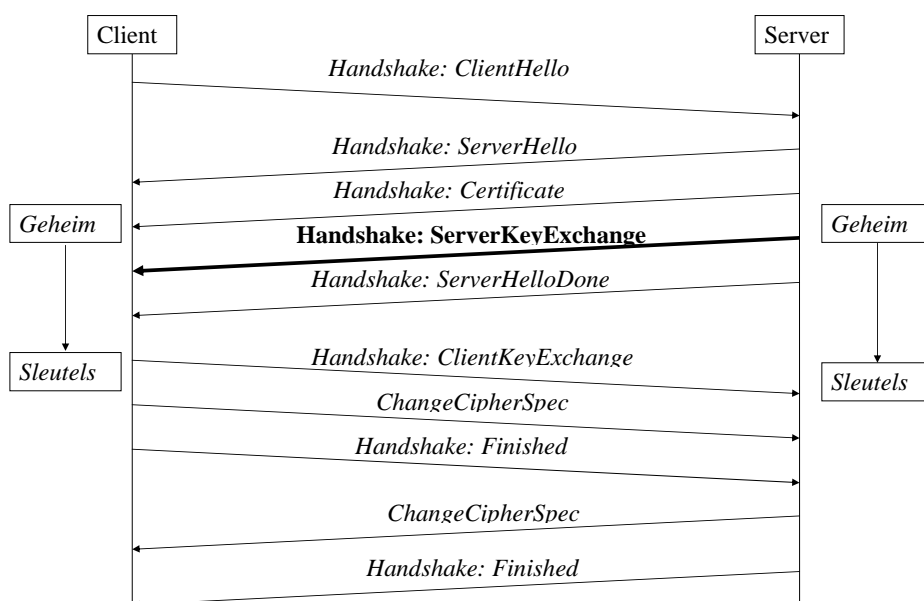 Client
Server
Handshake: ClientHello
Handshake: ServerHello
Handshake: Certificate
Geheim
Geheim
Handshake: ServerKeyExchange
Handshake: ServerHelloDone
Handshake: ClientKeyExchange
Sleutels
Sleutels
ChangeCipherSpec
Handshake: Finished
ChangeCipherSpec
Handshake: Finished